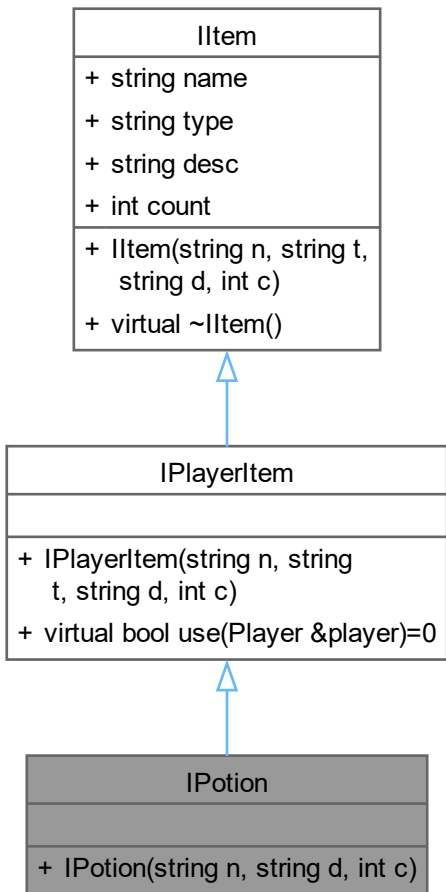 IItem
+ string name
+ string type
+ string desc
+ int count
+ IItem(string n, string t,
string d, int c)
+ virtual ~IItem()
IPlayerItem
+ IPlayerItem(string n, string
t, string d, int c)
+ virtual bool use(Player &player)=0
IPotion
+ IPotion(string n, string d, int c)